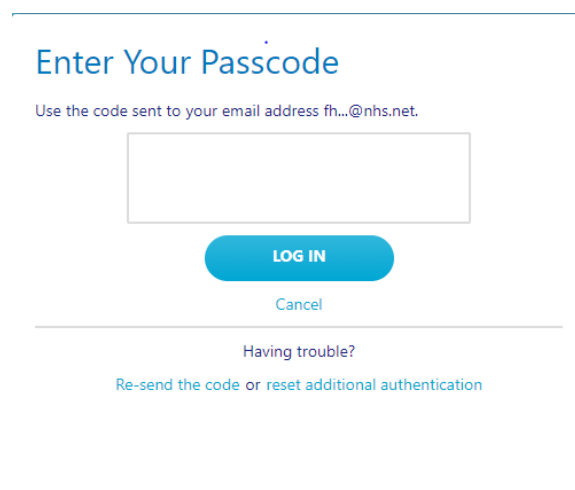 Enter Your Passcode
Use the code sent to your email address fh...@nhs.net.
LOG IN
Cancel
Having trouble?
Re-send the code or reset additional authentication